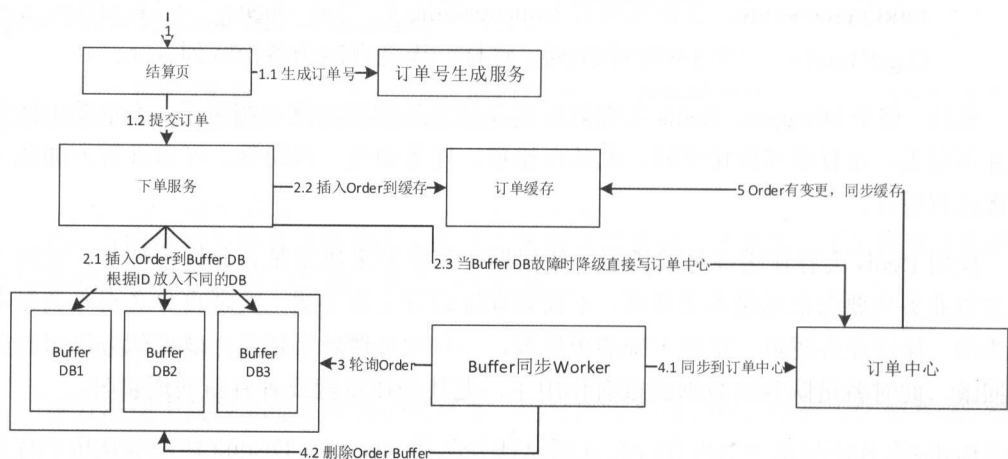 1
结算页
1.1 生成订单号
订单号生成服务
1.2 提交订单
下单服务
2.2 插入Order到缓存
订单缓存
5 Order有变更，同步缓存
2.1 插入Order到Buffer DB
根据ID 放入不同的DB
2.3 当Buffer DB故障时降级直接写订单中心
Buffer
DB1
Buffer
DB2
Buffer
DB3
3 轮询Order
Buffer同步Worker
4.1 同步到订单中心
订单中心
4.2 删除Order Buffer